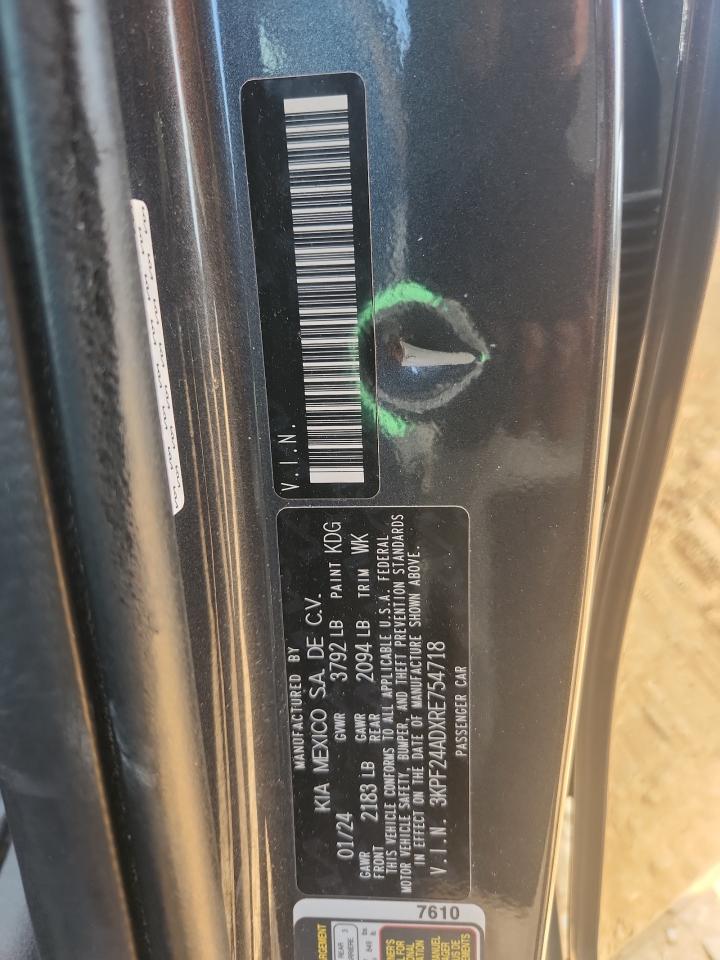 V.I.N.
MANUFACTURED BY
KIA MEXICO S.A. DE C.V.
01/24 GVWR 3792 LB PAINT KDG
GAWR FRONT 2183 LB GAWR REAR 2094 LB TRIM WK
THIS VEHICLE CONFORMS TO ALL APPLICABLE U.S.A. FEDERAL
MOTOR VEHICLE SAFETY, BUMPER, AND THEFT PREVENTION STANDARDS
IN EFFECT ON THE DATE OF MANUFACTURE SHOWN ABOVE.
V.I.N. 3KPF24ADXRE754718
PASSENGER CAR
7610
REAR 3